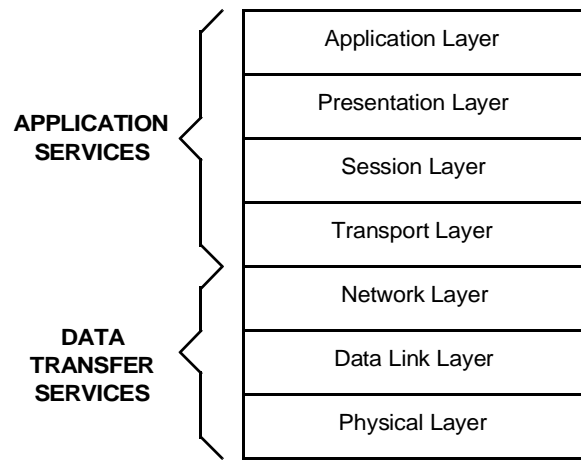 APPLICATION
SERVICES
DATA
TRANSFER
SERVICES
Application Layer
Presentation Layer
Session Layer
Transport Layer
Network Layer
Data Link Layer
Physical Layer